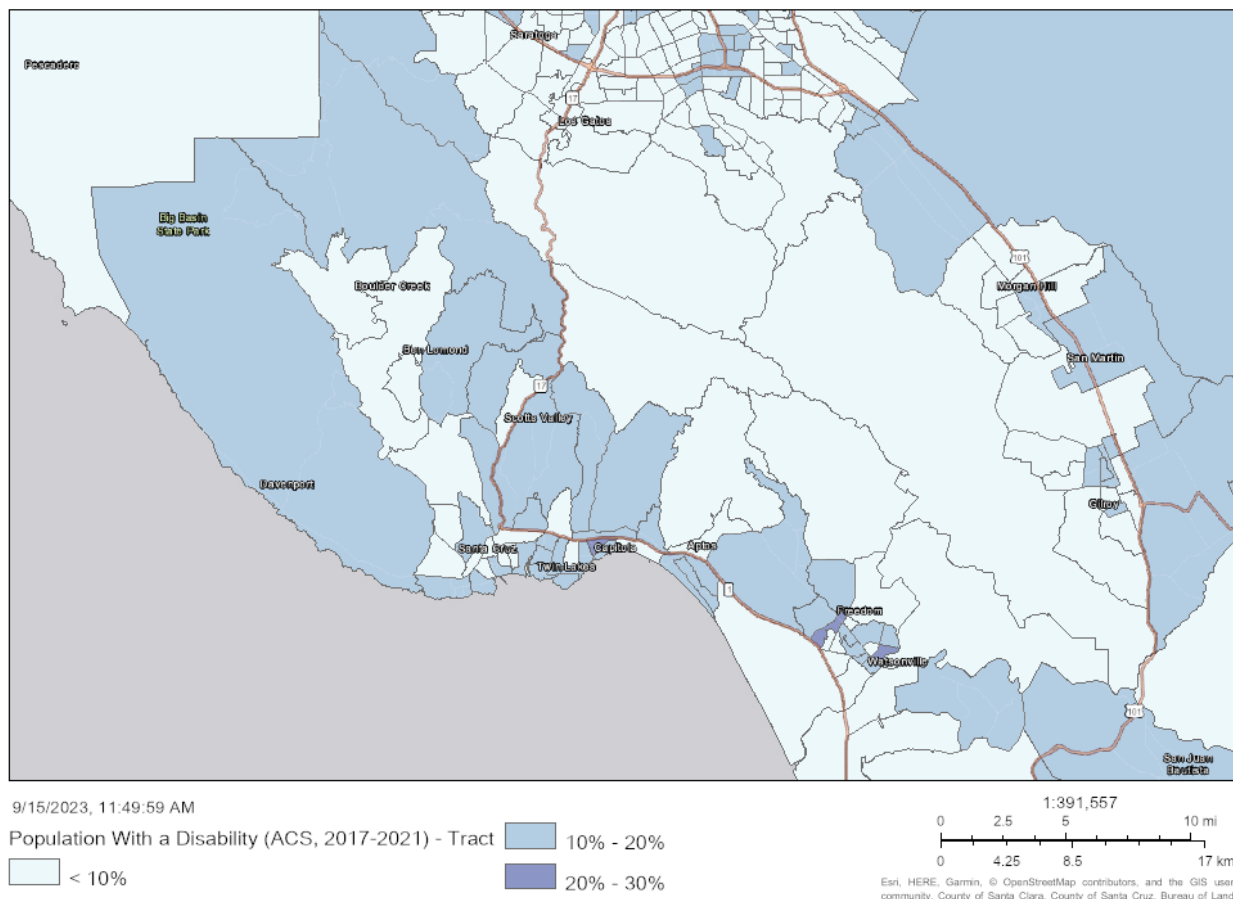 Saratoga
Pescadero
17
Los Gatos
Big Basin
State Park
101
Boulder Creek
Morgan Hill
Ben Lomond
San Martin
17
Scotts Valley
Davenport
Gilroy
Santa Cruz
Capitola
Aptos
Twin Lakes
1
Freedom
Watsonville
101
San Juan
Bautista
9/15/2023, 11:49:59 AM
Population With a Disability (ACS, 2017-2021) - Tract
< 10%
10% - 20%
20% - 30%
1:391,557
0 2.5 5 10 mi
0 4.25 8.5 17 km
Esri, HERE, Garmin, © OpenStreetMap contributors, and the GIS user
community, County of Santa Clara, County of Santa Cruz, Bureau of Land